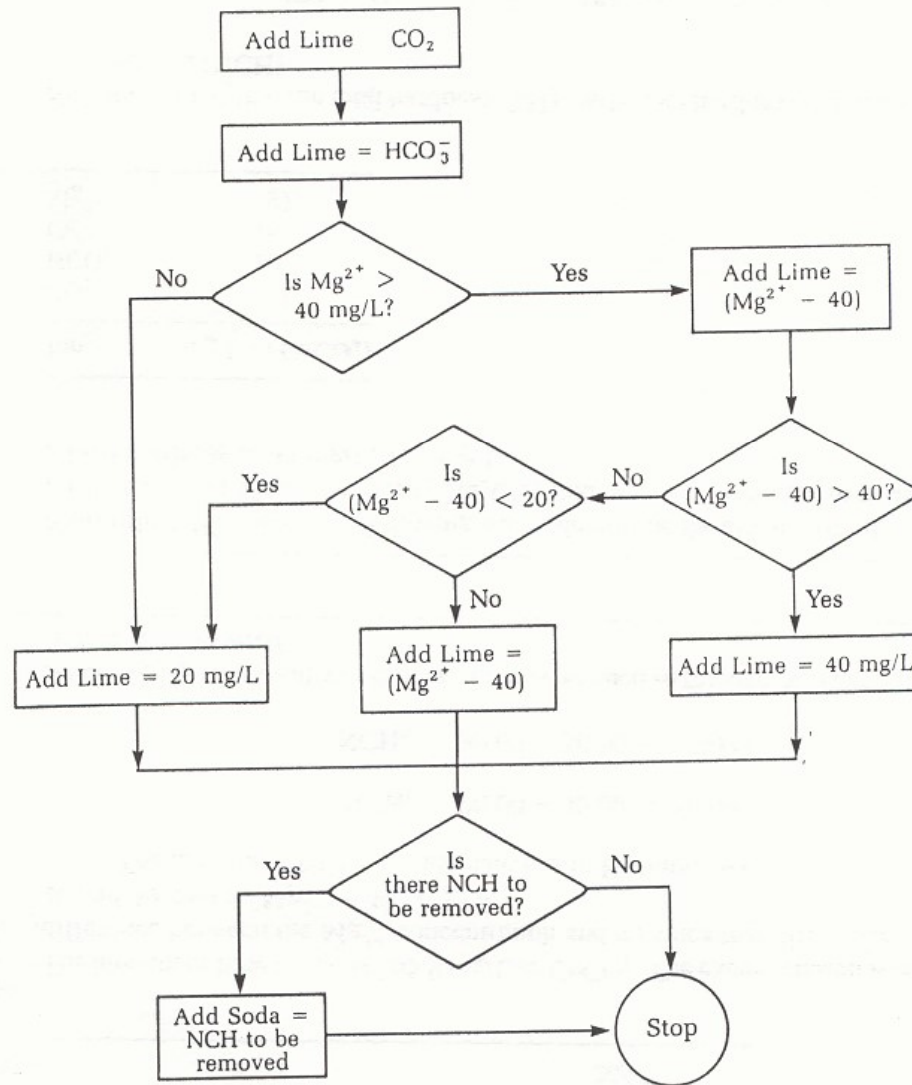 Add Lime CO₂
Add Lime = HCO₃⁻
Is Mg²⁺ >
40 mg/L?
No
Yes
Add Lime =
(Mg²⁺ − 40)
Is
(Mg²⁺ − 40) > 40?
No
Is
(Mg²⁺ − 40) < 20?
Yes
No
Yes
Add Lime = 20 mg/L
Add Lime =
(Mg²⁺ − 40)
Add Lime = 40 mg/L
Is
there NCH to
be removed?
Yes
No
Add Soda =
NCH to be
removed
Stop